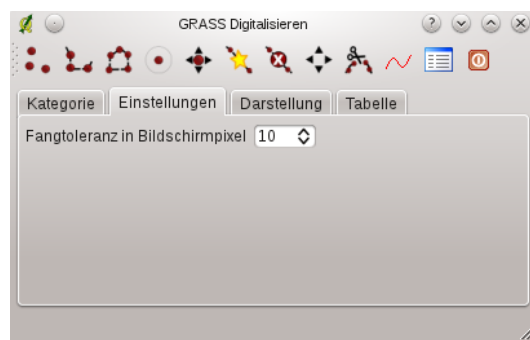 GRASS Digitalisieren
Kategorie Einstellungen Darstellung Tabelle
Fangtoleranz in Bildschirmpixel 10